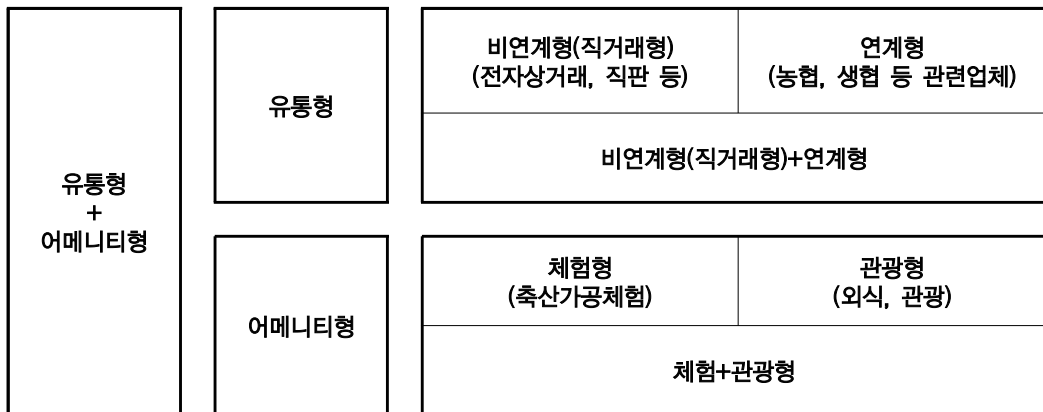 유통형
+
어메니티형
유통형
비연계형(직거래형)
(전자상거래, 직판 등)
연계형
(농협, 생협 등 관련업체)
비연계형(직거래형)+연계형
어메니티형
체험형
(축산가공체험)
관광형
(외식, 관광)
체험+관광형